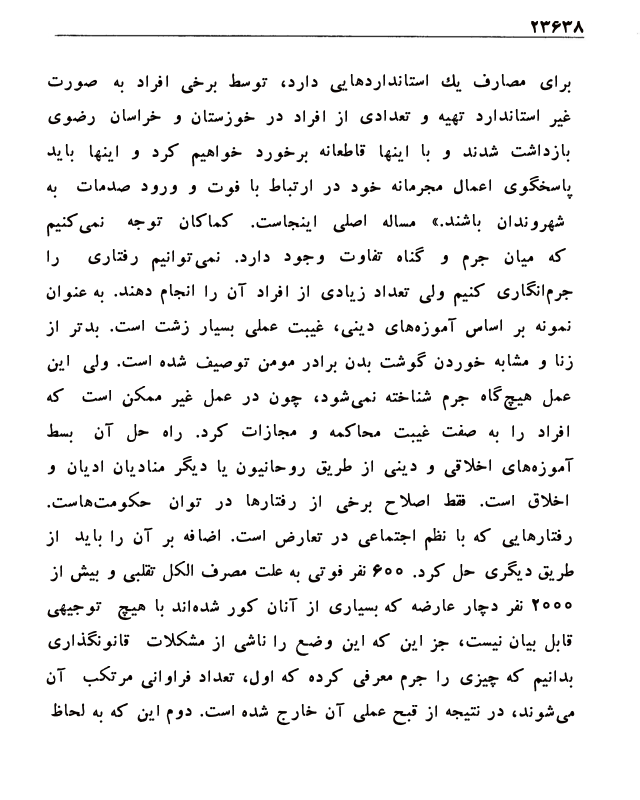 ۲۳۶۳۸
برای مصارف یك استانداردهایی دارد، توسط برخی افراد به صورت
غیر استاندارد تهیه و تعدادی از افراد در خوزستان و خراسان رضوی
بازداشت شدند و با اینها قاطعانه برخورد خواهیم کرد و اینها باید
پاسخگوی اعمال مجرمانه خود در ارتباط با فوت و ورود صدمات به
شهروندان باشند.» مساله اصلی اینجاست. کماکان توجه نمی‌کنیم
که میان جرم و گناه تفاوت وجود دارد. نمی‌توانیم رفتاری را
جرم‌انگاری کنیم ولی تعداد زیادی از افراد آن را انجام دهند. به عنوان
نمونه بر اساس آموزه‌های دینی، غیبت عملی بسیار زشت است. بدتر از
زنا و مشابه خوردن گوشت بدن برادر مومن توصیف شده است. ولی این
عمل هیچ‌گاه جرم شناخته نمی‌شود، چون در عمل غیر ممکن است که
افراد را به صفت غیبت محاکمه و مجازات کرد. راه حل آن بسط
آموزه‌های اخلاقی و دینی از طریق روحانیون یا دیگر منادیان ادیان و
اخلاق است. فقط اصلاح برخی از رفتارها در توان حکومت‌هاست.
رفتارهایی که با نظم اجتماعی در تعارض است. اضافه بر آن را باید از
طریق دیگری حل کرد. ۶۰۰ نفر فوتی به علت مصرف الکل تقلبی و بیش از
۲۰۰۰ نفر دچار عارضه که بسیاری از آنان کور شده‌اند با هیچ توجیهی
قابل بیان نیست، جز این که این وضع را ناشی از مشکلات قانونگذاری
بدانیم که چیزی را جرم معرفی کرده که اول، تعداد فراوانی مرتکب آن
می‌شوند، در نتیجه از قبح عملی آن خارج شده است. دوم این که به لحاظ